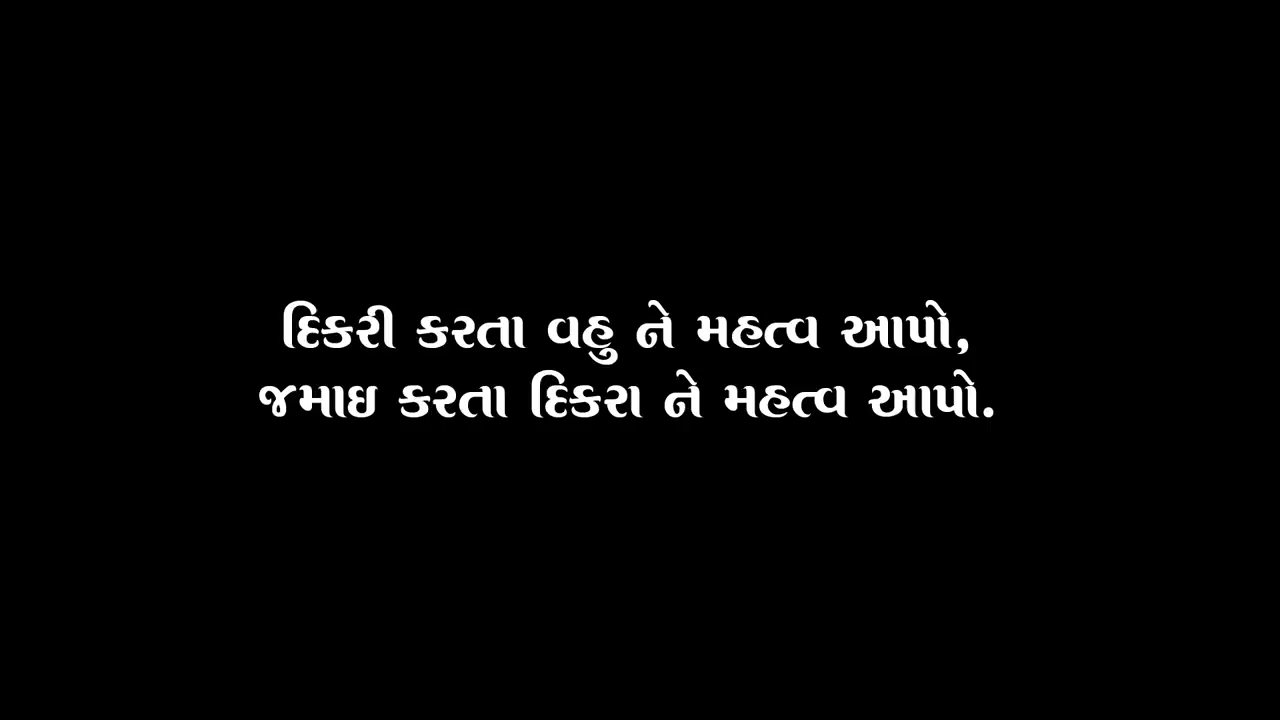 દિકરી કરતા વહુ ને મહત્વ આપો,
જમાઇ કરતા દિકરા ને મહત્વ આપો.